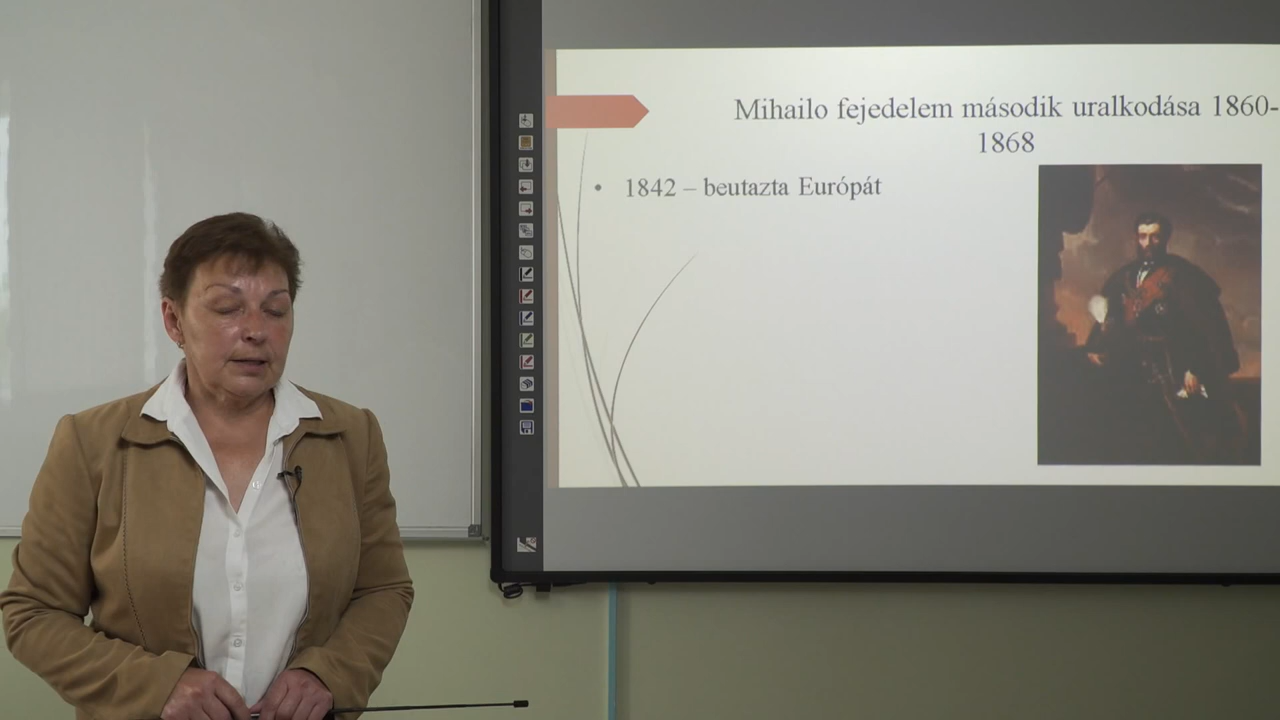 Mihailo fejedelem második uralkodása 1860-
1868
• 1842 – beutazta Európát